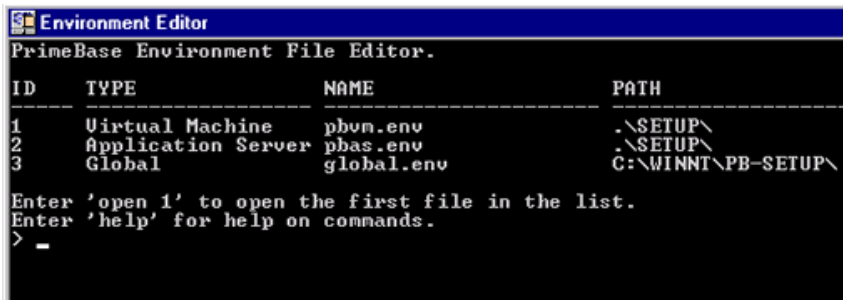 Environment Editor
PrimeBase Environment File Editor.
ID TYPE NAME PATH
1 Virtual Machine pbvm.env .\SETUP\
2 Application Server pbas.env .\SETUP\
3 Global global.env C:\WINNT\PB-SETUP\
Enter 'open 1' to open the first file in the list.
Enter 'help' for help on commands.
> _